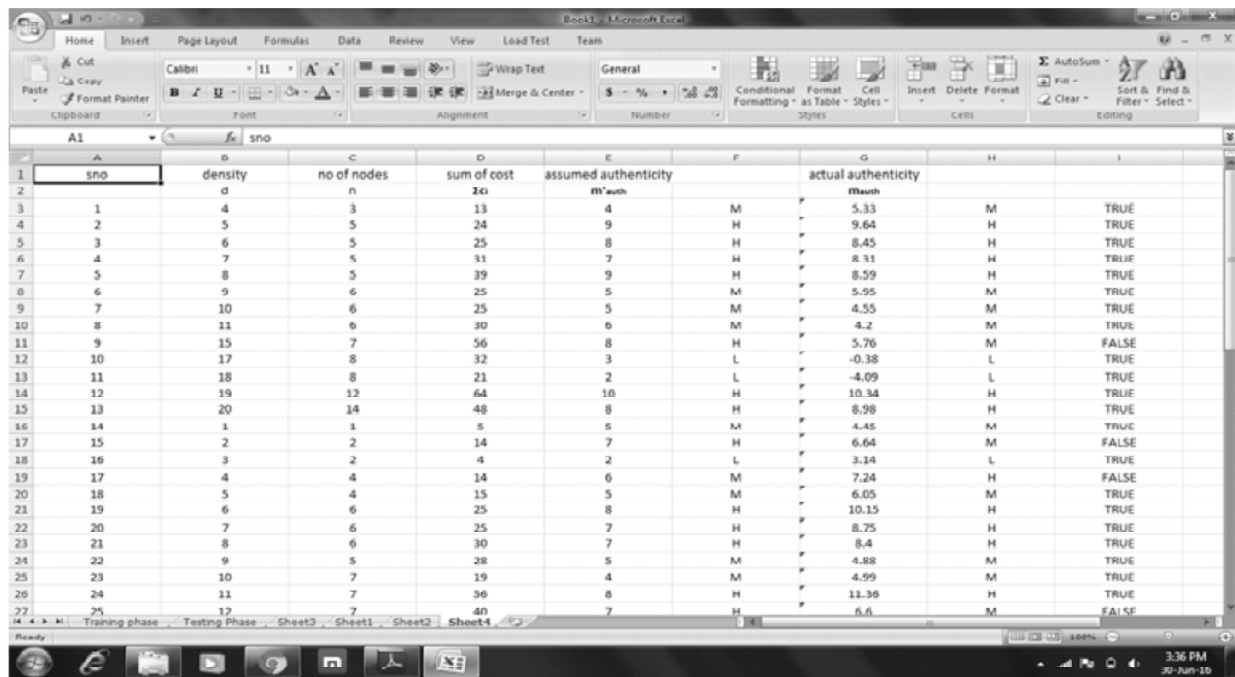 Book1 - Microsoft Excel
Home Insert Page Layout Formulas Data Review View Load Test Team
Cut
Copy
Format Painter
Paste
Clipboard
Calibri 11
B I U
Font
Wrap Text
Merge & Center
Alignment
General
$ % ,
Number
Conditional Formatting Format as Table Cell Styles
Styles
Insert Delete Format
Cells
Σ AutoSum
Fill
Clear
Sort & Filter Find & Select
Editing
A1 fx sno
A B C D E F G H I
1 sno density no of nodes sum of cost assumed authenticity actual authenticity
2 d n ΣCi m'auth mauth
3 1 4 3 13 4 M 5.33 M TRUE
4 2 5 5 24 9 H 9.64 H TRUE
5 3 6 5 25 8 H 8.45 H TRUE
6 4 7 5 31 7 H 8.31 H TRUE
7 5 8 5 39 9 H 8.59 H TRUE
8 6 9 6 25 5 M 5.95 M TRUE
9 7 10 6 25 5 M 4.55 M TRUE
10 8 11 6 30 6 M 4.2 M TRUE
11 9 15 7 56 8 H 5.76 M FALSE
12 10 17 8 32 3 L -0.38 L TRUE
13 11 18 8 21 2 L -4.09 L TRUE
14 12 19 12 64 10 H 10.34 H TRUE
15 13 20 14 48 8 H 8.98 H TRUE
16 14 1 1 5 5 M 4.45 M TRUE
17 15 2 2 14 7 H 6.64 M FALSE
18 16 3 2 4 2 L 3.14 L TRUE
19 17 4 4 14 6 M 7.24 H FALSE
20 18 5 4 15 5 M 6.05 M TRUE
21 19 6 6 25 8 H 10.15 H TRUE
22 20 7 6 25 7 H 8.75 H TRUE
23 21 8 6 30 7 H 8.4 H TRUE
24 22 9 5 28 5 M 4.88 M TRUE
25 23 10 7 19 4 M 4.99 M TRUE
26 24 11 7 56 8 H 11.36 H TRUE
27 25 12 7 40 7 H 6.6 M FALSE
Training phase Testing Phase Sheet3 Sheet1 Sheet2 Sheet4
Ready 100%
3:36 PM
30-Jun-16